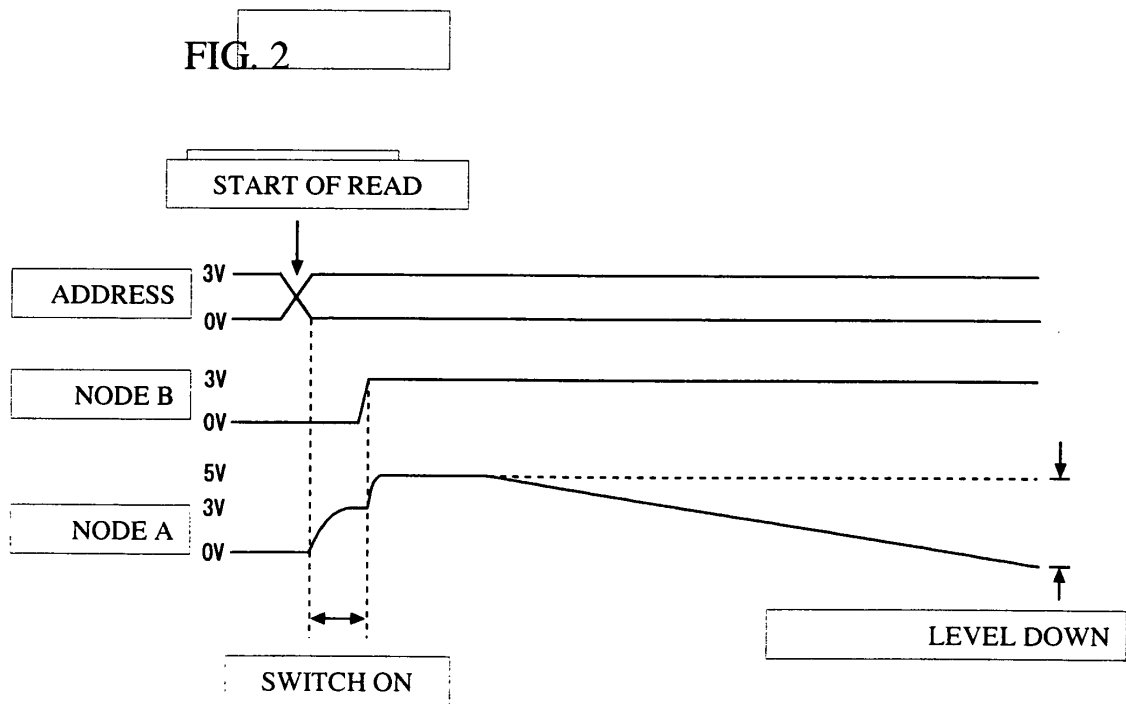 FIG. 2
START OF READ
ADDRESS
3V
0V
NODE B
3V
0V
NODE A
5V
3V
0V
LEVEL DOWN
SWITCH ON